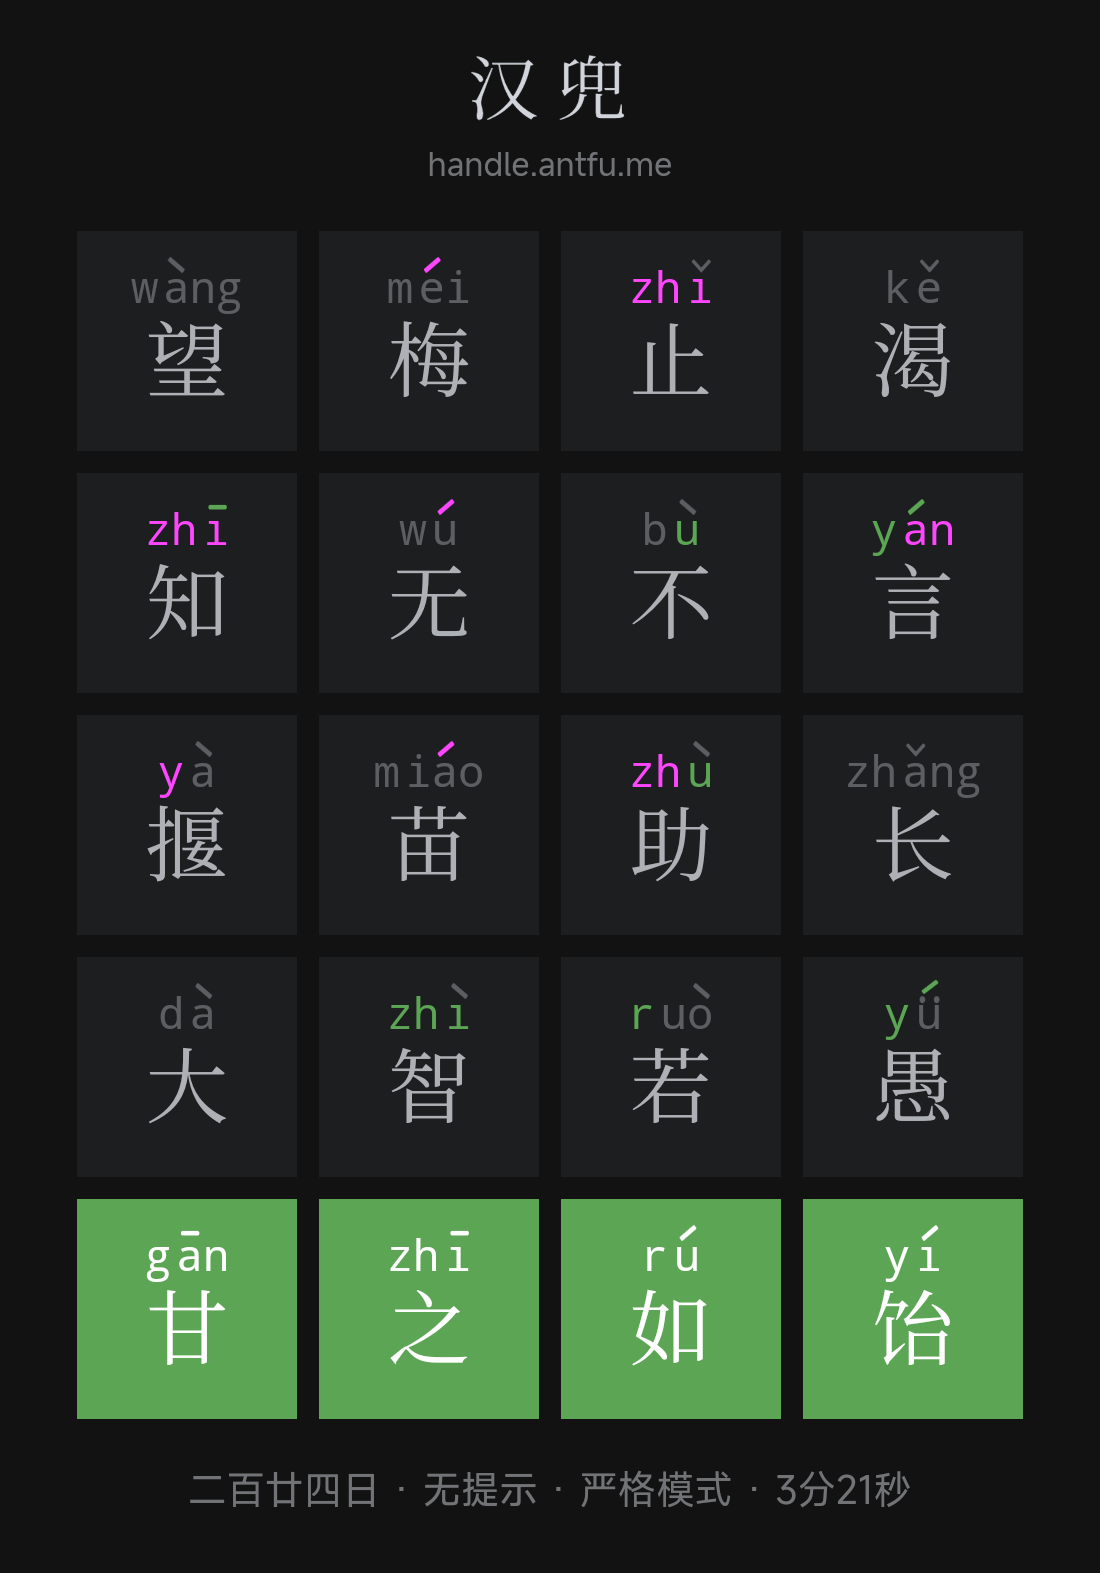 汉兜
handle.antfu.me
wàng méi zhǐ kě
望 梅 止 渴
zhī wú bù yán
知 无 不 言
yà miáo zhù zhǎng
揠 苗 助 长
dà zhì ruò yǘ
大 智 若 愚
gān zhī rú yí
甘 之 如 饴
二百廿四日 · 无提示 · 严格模式 · 3分21秒